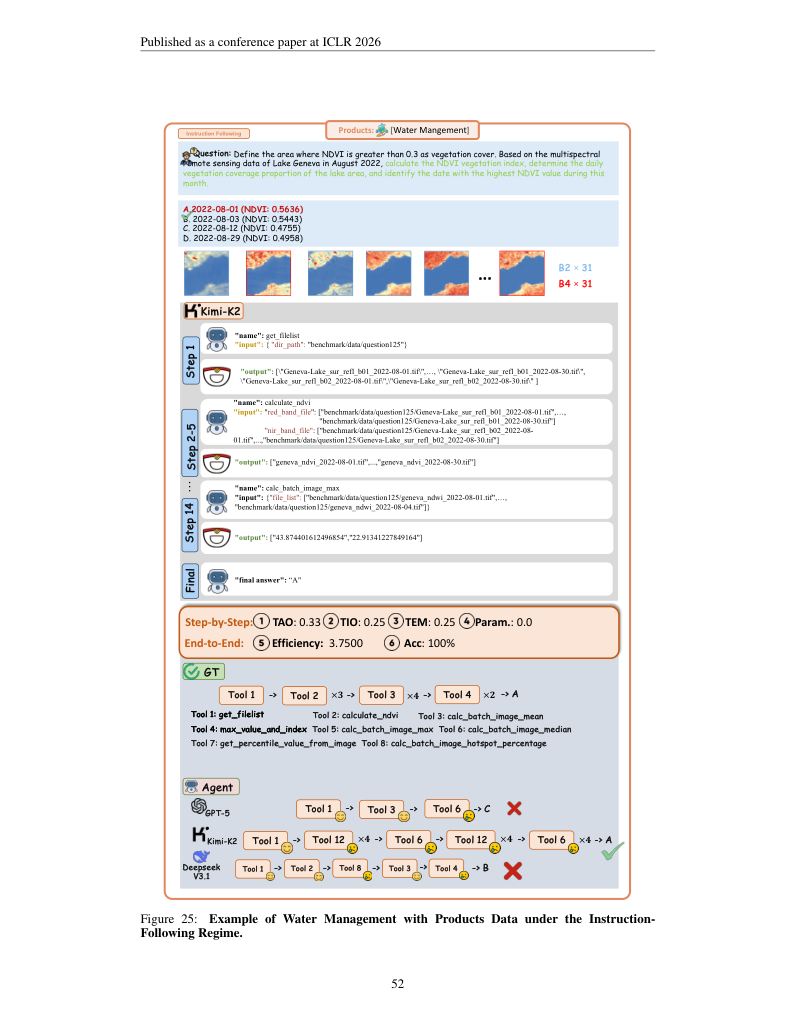 Published as a conference paper at ICLR 2026
Instruction Following
Products: [Water Mangement]
Question: Define the area where NDVI is greater than 0.3 as vegetation cover. Based on the multispectral
remote sensing data of Lake Geneva in August 2022, calculate the NDVI vegetation index, determine the daily
vegetation coverage proportion of the lake area, and identify the date with the highest NDVI value during this
month.
A.2022-08-01 (NDVI: 0.5636)
B. 2022-08-03 (NDVI: 0.5443)
C. 2022-08-12 (NDVI: 0.4755)
D. 2022-08-29 (NDVI: 0.4958)
...
B2 × 31
B4 × 31
Kimi-K2
Step 1
"name": get_filelist
"input": { "dir_path": "benchmark/data/question125"}
"output": [\"Geneva-Lake_sur_refl_b01_2022-08-01.tif\",…, \"Geneva-Lake_sur_refl_b01_2022-08-30.tif\",
\"Geneva-Lake_sur_refl_b02_2022-08-01.tif\",\"Geneva-Lake_sur_refl_b02_2022-08-30.tif\" ]
Step 2-5
"name": calculate_ndvi
"input": "red_band_file": ["benchmark/data/question125/Geneva-Lake_sur_refl_b01_2022-08-01.tif",…,
"benchmark/data/question125/Geneva-Lake_sur_refl_b01_2022-08-30.tif"]
"nir_band_file": ["benchmark/data/question125/Geneva-Lake_sur_refl_b02_2022-08-
01.tif",…,"benchmark/data/question125/Geneva-Lake_sur_refl_b02_2022-08-30.tif"]
"output": ["geneva_ndvi_2022-08-01.tif",…,"geneva_ndvi_2022-08-30.tif"]
...
Step 14
"name": calc_batch_image_max
"input": {"file_list": ["benchmark/data/question125/geneva_ndwi_2022-08-01.tif",…,
"benchmark/data/question125/geneva_ndwi_2022-08-04.tif"]}
"output": ["43.874401612496854","22.91341227849164"]
Final
"final answer": "A"
Step-by-Step: 1 TAO: 0.33 2 TIO: 0.25 3 TEM: 0.25 4 Param.: 0.0
End-to-End: 5 Efficiency: 3.7500 6 Acc: 100%
GT
Tool 1 -> Tool 2 ×3 -> Tool 3 ×4 -> Tool 4 ×2 -> A
Tool 1: get_filelist Tool 2: calculate_ndvi Tool 3: calc_batch_image_mean
Tool 4: max_value_and_index Tool 5: calc_batch_image_max Tool 6: calc_batch_image_median
Tool 7: get_percentile_value_from_image Tool 8: calc_batch_image_hotspot_percentage
Agent
GPT-5 Tool 1 -> Tool 3 -> Tool 6 -> C
Kimi-K2 Tool 1 -> Tool 12 ×4 -> Tool 6 -> Tool 12 ×4 -> Tool 6 ×4 -> A
Deepseek V3.1 Tool 1 -> Tool 2 -> Tool 8 -> Tool 3 -> Tool 4 -> B
Figure 25: Example of Water Management with Products Data under the Instruction-
Following Regime.
52